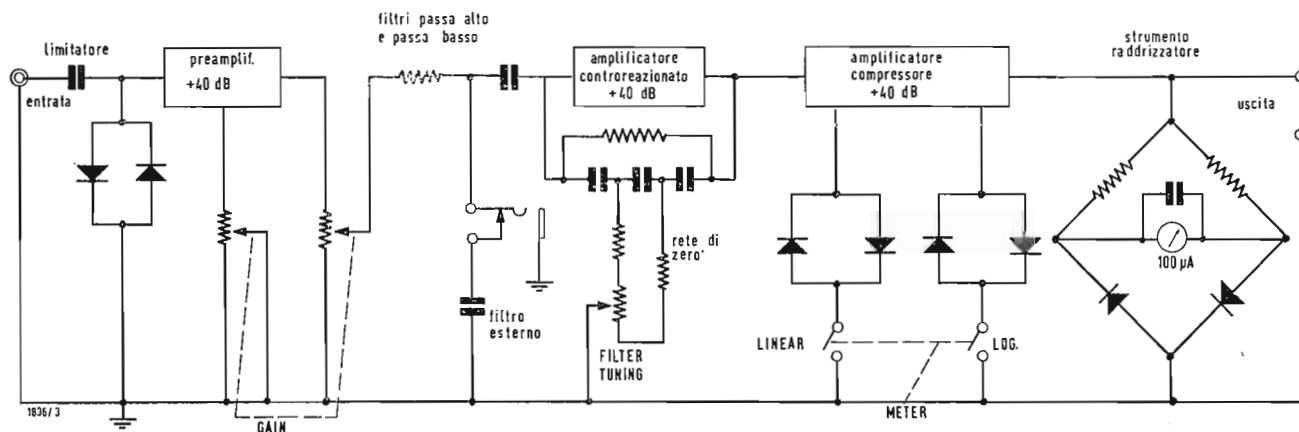 filtri passa alto
e passa basso
limitatore
preamplif.
+40 dB
entrata
amplificatore
controreazionato
+40 dB
amplificatore
compressore
+40 dB
strumento
raddrizzatore
uscita
100 µA
rete di
zero'
filtro
esterno
FILTER
TUNING
LINEAR
LOG.
METER
1836/3
GAIN